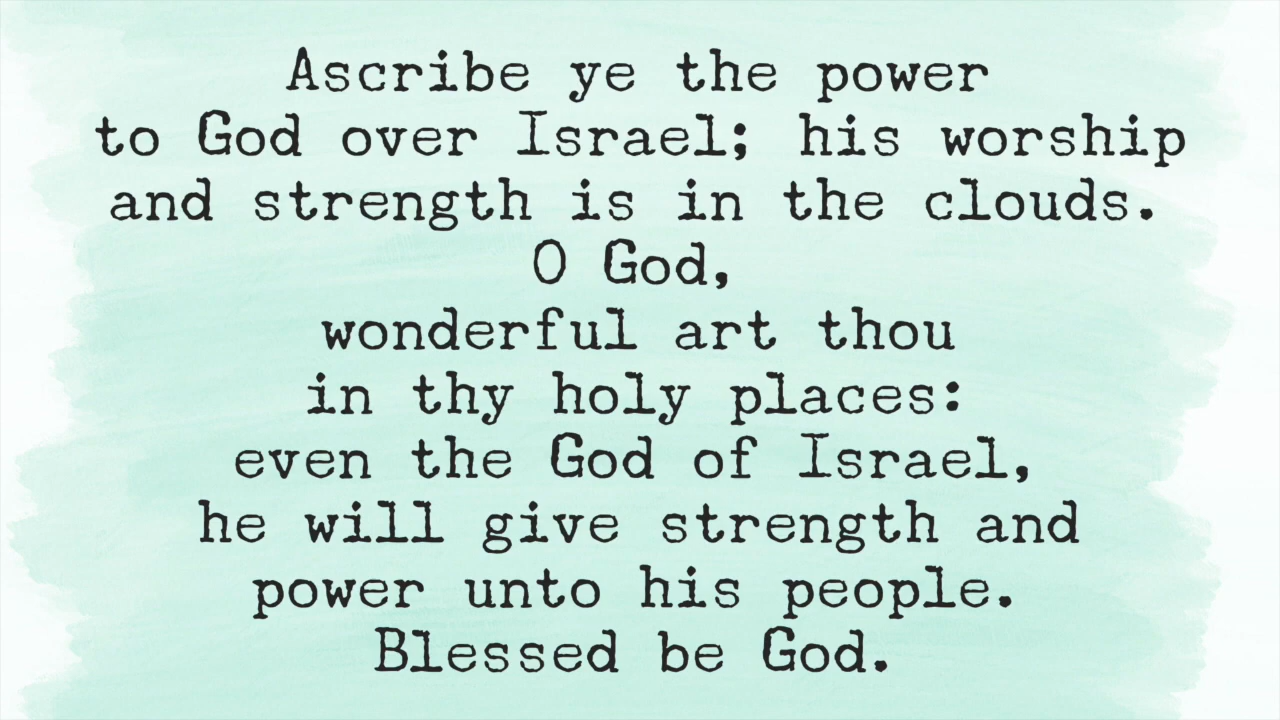 Ascribe ye the power
to God over Israel; his worship
and strength is in the clouds.
O God,
wonderful art thou
in thy holy places:
even the God of Israel,
he will give strength and
power unto his people.
Blessed be God.